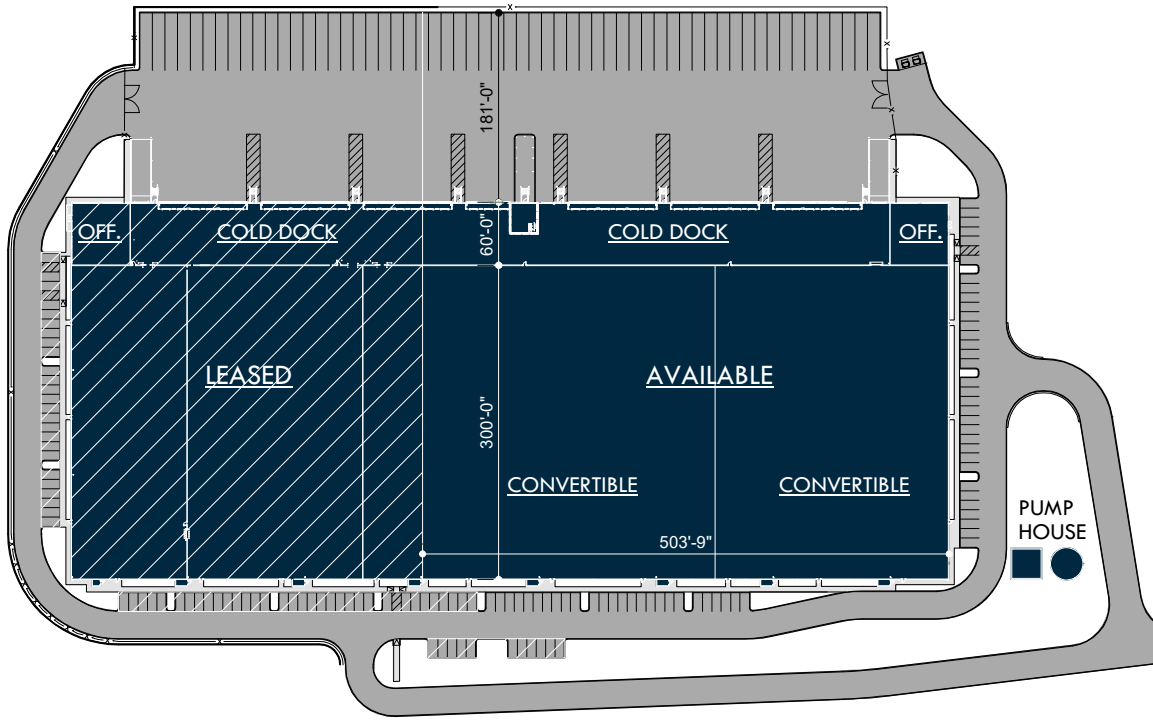 181'-0"
OFF.
COLD DOCK
60'-0"
COLD DOCK
OFF.
LEASED
300'-0"
AVAILABLE
CONVERTIBLE
CONVERTIBLE
503'-9"
PUMP
HOUSE